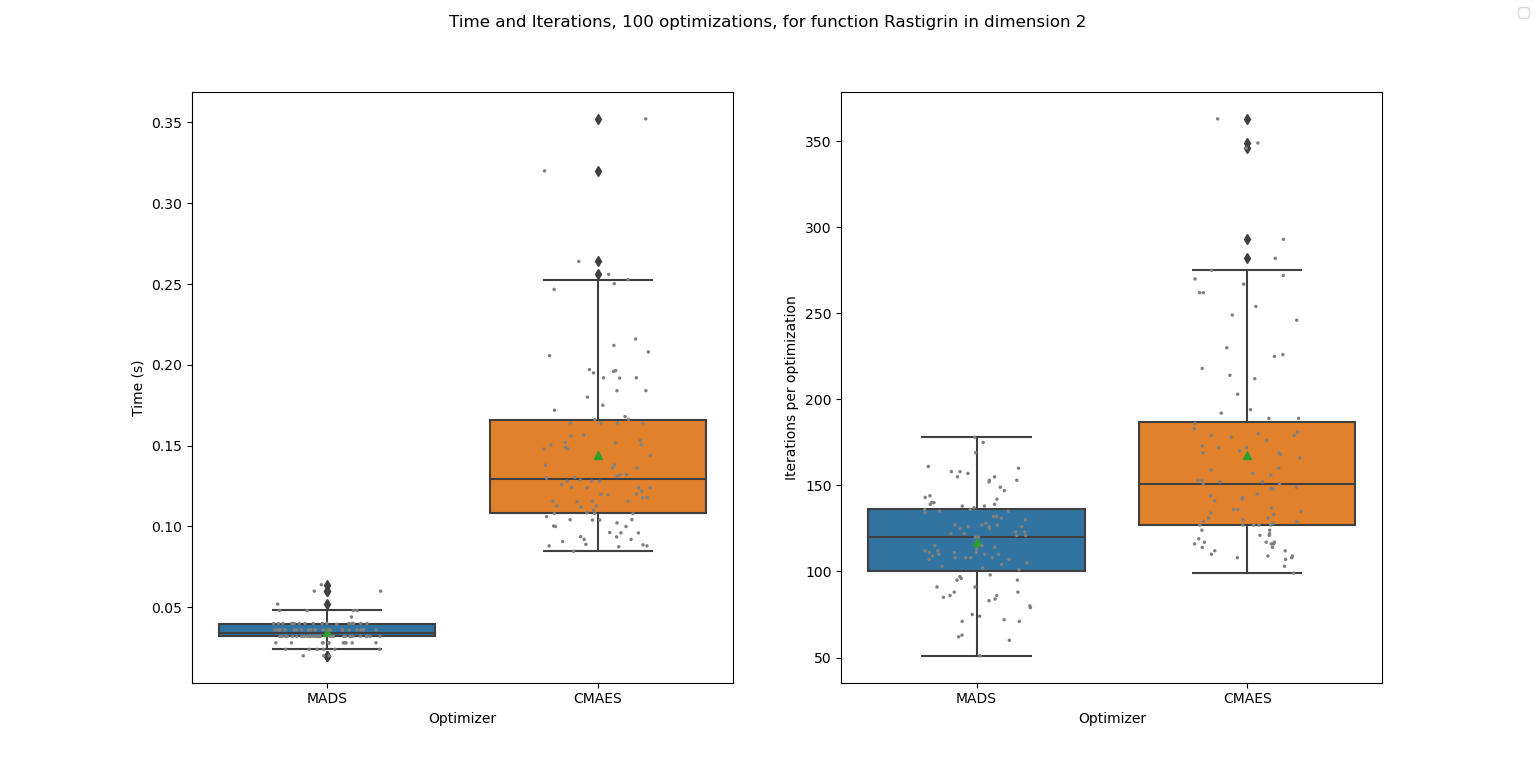 Time and Iterations, 100 optimizations, for function Rastigrin in dimension 2
Time (s)
0.35
0.30
0.25
0.20
0.15
0.10
0.05
MADS
CMAES
Optimizer
Iterations per optimization
350
300
250
200
150
100
50
MADS
CMAES
Optimizer